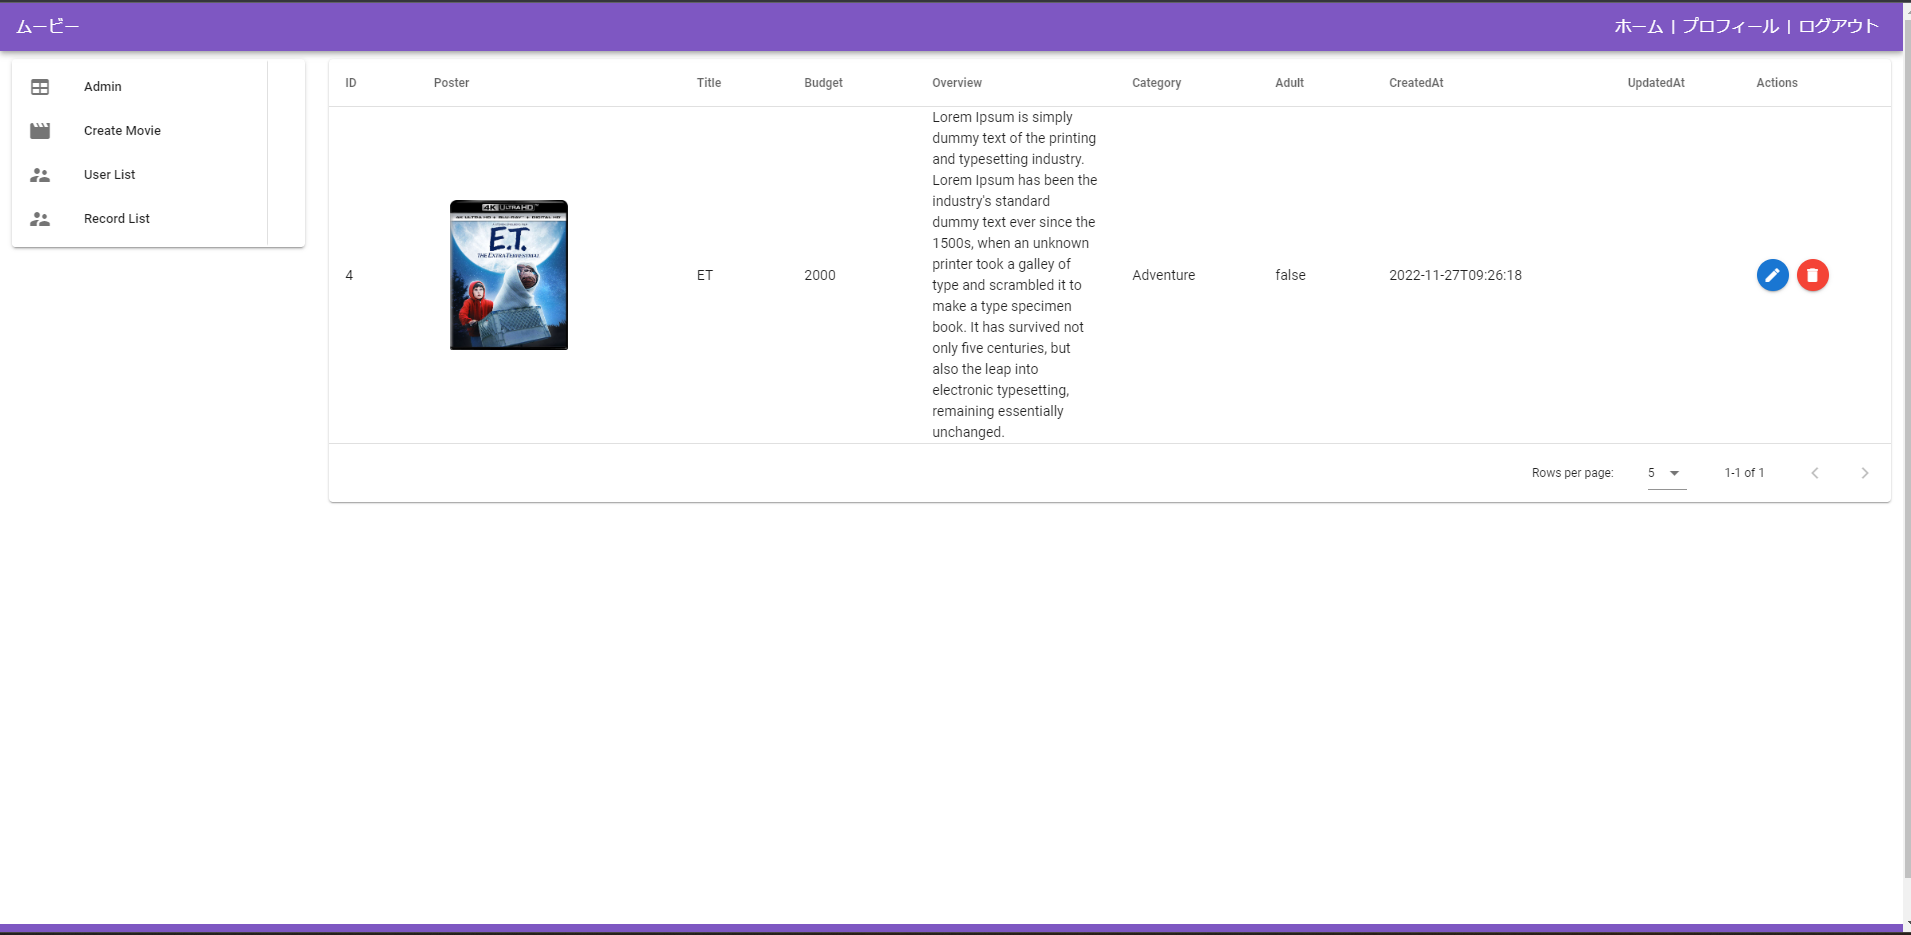 ムービー
ホーム | プロフィール | ログアウト
Admin
Create Movie
User List
Record List
ID Poster Title Budget Overview Category Adult CreatedAt UpdatedAt Actions
4
4K ULTRA HD
E.T.
THE EXTRA-TERRESTRIAL
ET
2000
Lorem Ipsum is simply
dummy text of the printing
and typesetting industry.
Lorem Ipsum has been the
industry's standard
dummy text ever since the
1500s, when an unknown
printer took a galley of
type and scrambled it to
make a type specimen
book. It has survived not
only five centuries, but
also the leap into
electronic typesetting,
remaining essentially
unchanged.
Adventure
false
2022-11-27T09:26:18
Rows per page: 5 1-1 of 1